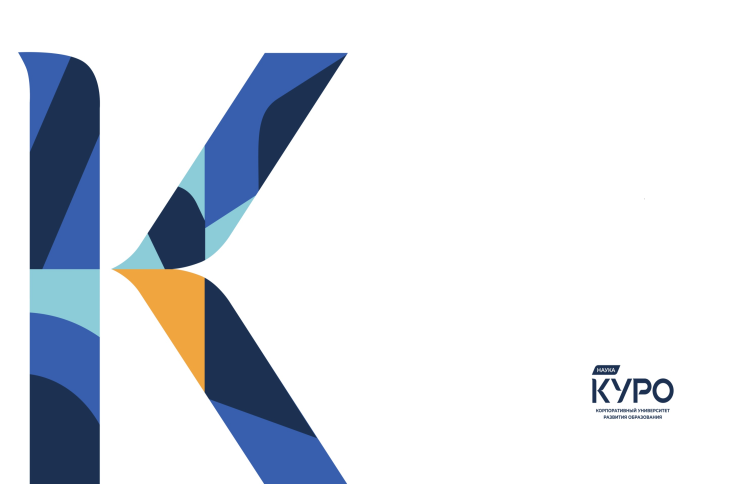 НАУКА
КУРО
КОРПОРАТИВНЫЙ УНИВЕРСИТЕТ
РАЗВИТИЯ ОБРАЗОВАНИЯ